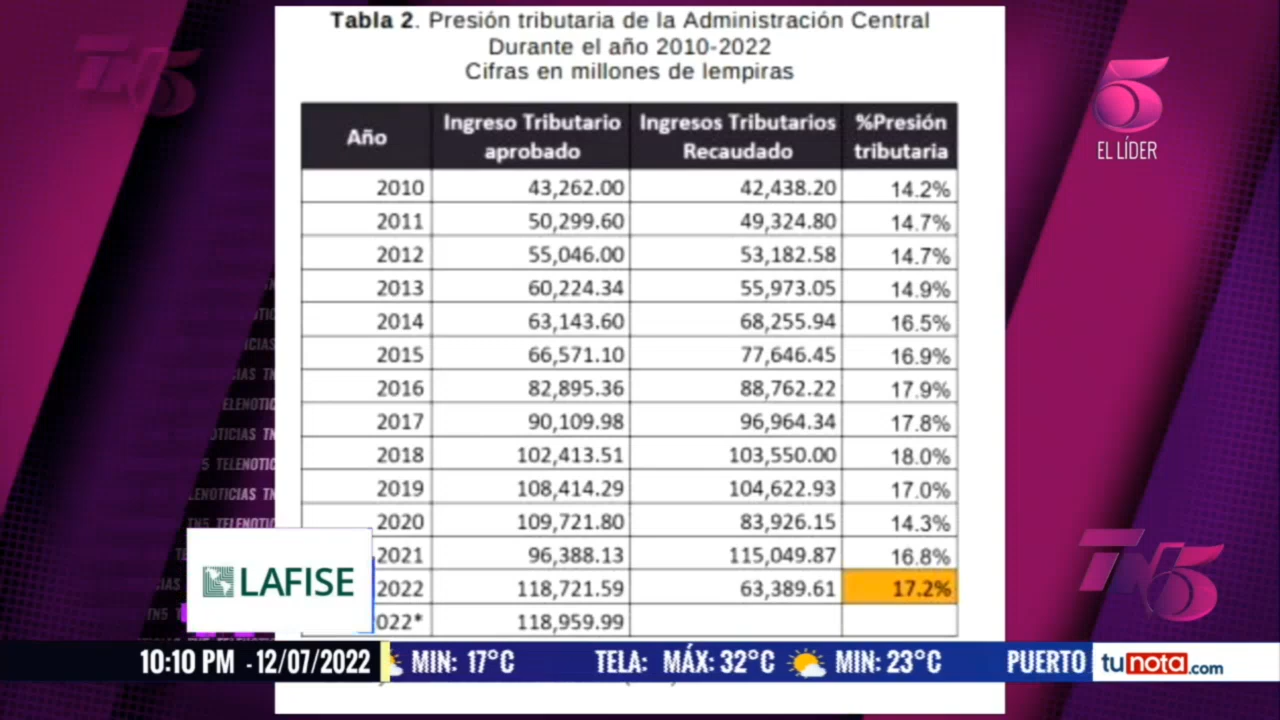 Tabla 2. Presión tributaria de la Administración Central
Durante el año 2010-2022
Cifras en millones de lempiras
Año Ingreso Tributario aprobado Ingresos Tributarios Recaudado %Presión tributaria
2010 43,262.00 42,438.20 14.2%
2011 50,299.60 49,324.80 14.7%
2012 55,046.00 53,182.58 14.7%
2013 60,224.34 55,973.05 14.9%
2014 63,143.60 68,255.94 16.5%
2015 66,571.10 77,646.45 16.9%
2016 82,895.36 88,762.22 17.9%
2017 90,109.98 96,964.34 17.8%
2018 102,413.51 103,550.00 18.0%
2019 108,414.29 104,622.93 17.0%
2020 109,721.80 83,926.15 14.3%
2021 96,388.13 115,049.87 16.8%
2022 118,721.59 63,389.61 17.2%
022* 118,959.99
TN5
5
EL LÍDER
TN5
LAFISE
10:10 PM - 12/07/2022
MIN: 17°C TELA: MÁX: 32°C MIN: 23°C PUERTO
tunota.com